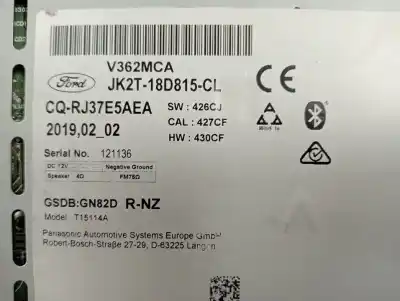 V362MCA
Ford JK2T-18D815-CL
CQ-RJ37E5AEA SW : 426CJ
2019,02_02 CAL : 427CF
HW : 430CF
Serial No. 121136
DC 12V Negative Ground
Speaker 4Ω FM75Ω
GSDB:GN82D R-NZ
Model T15114A
Panasonic Automotive Systems Europe GmbH
Robert-Bosch-Straße 27-29, D-63225 Langen